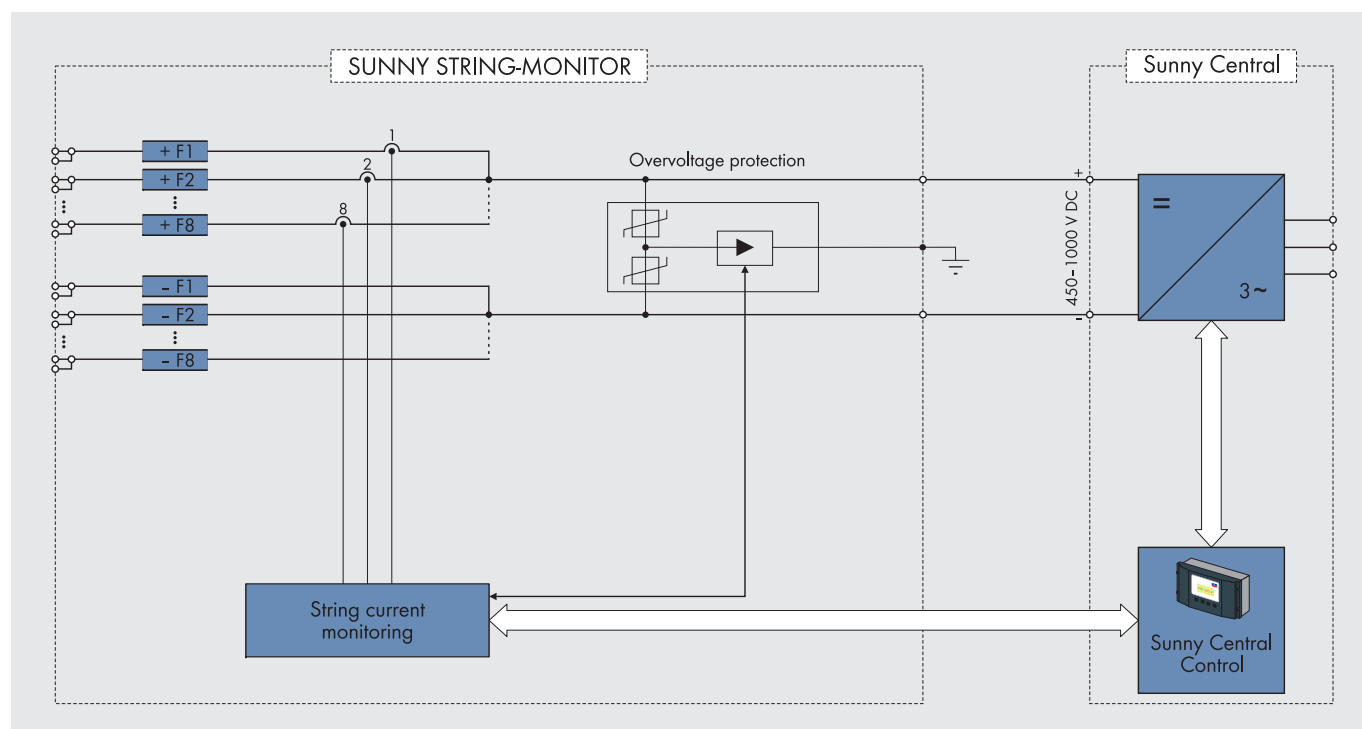 SUNNY STRING-MONITOR
Sunny Central
1
+ F1
2
+ F2
8
+ F8
Overvoltage protection
+
450-1000 V DC
-
=
3~
- F1
- F2
- F8
String current
monitoring
Sunny Central
Control